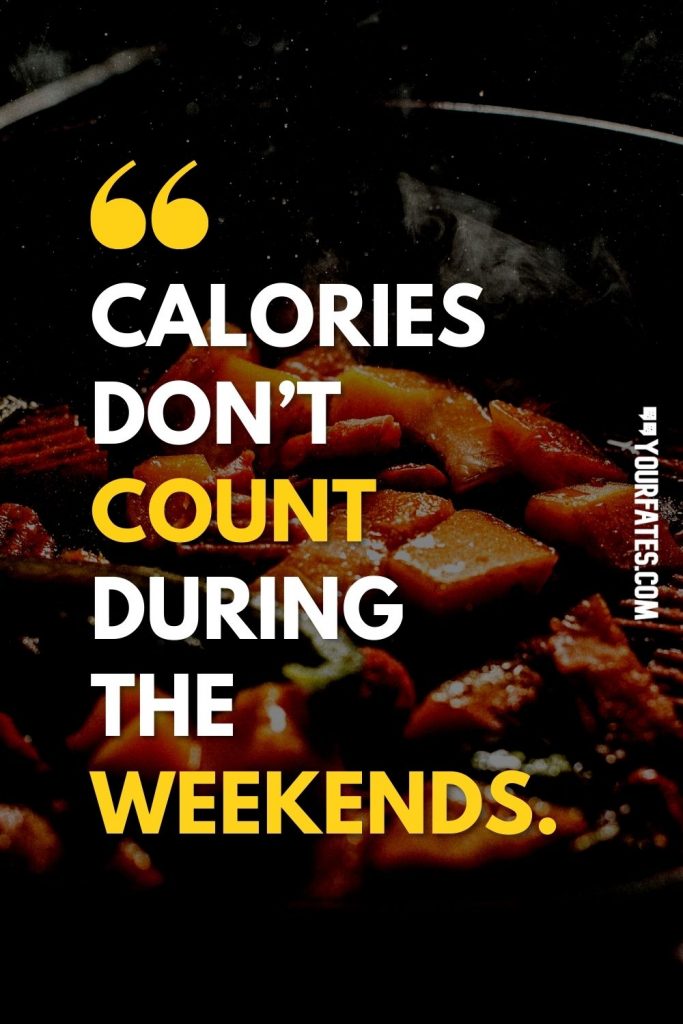 “
CALORIES
DON’T
COUNT
DURING
THE
WEEKENDS.
YOURFATES.COM